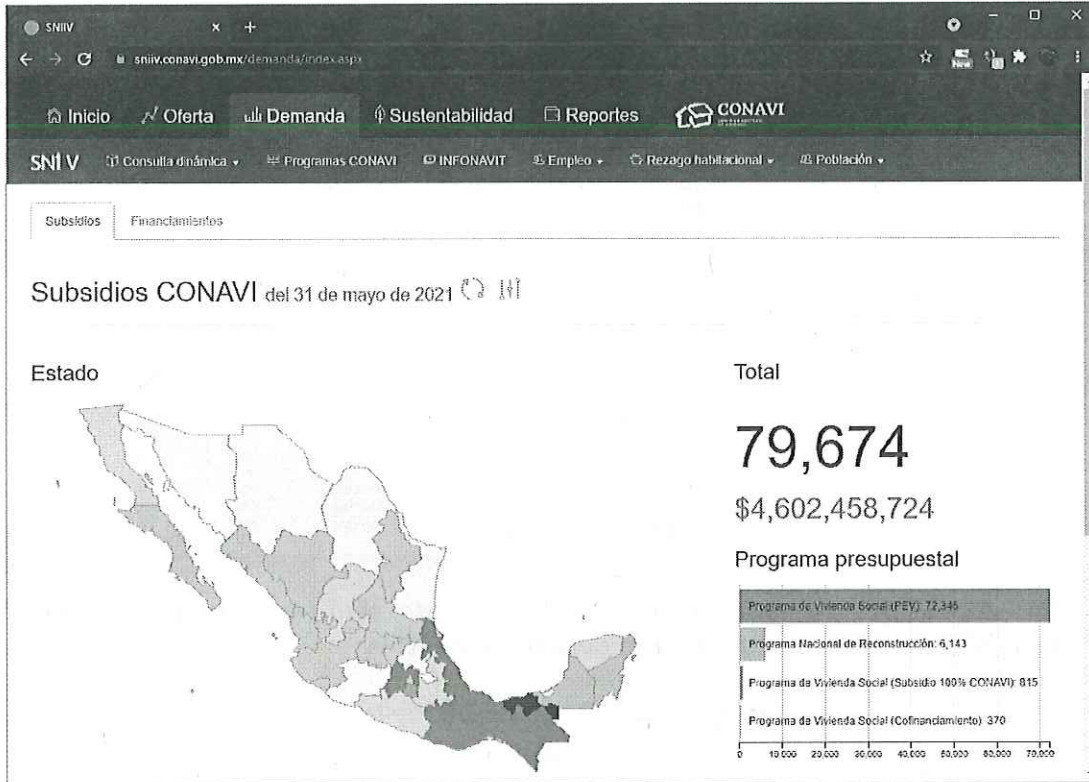 SNIIV
sniiv.conavi.gob.mx/demanda/index.aspx
New
Inicio Oferta Demanda Sustentabilidad Reportes CONAVI
SNIIV Consulta dinámica Programas CONAVI INFONAVIT Empleo Rezago habitacional Población
Subsidios Financiamientos
Subsidios CONAVI del 31 de mayo de 2021
Estado
Total
79,674
$4,602,458,724
Programa presupuestal
Programa de Vivienda Social (PEV): 72,346
Programa Nacional de Reconstrucción: 6,143
Programa de Vivienda Social (Subsidio 100% CONAVI): 815
Programa de Vivienda Social (Cofinanciamiento) 370
0 10,000 20,000 30,000 40,000 50,000 60,000 70,000